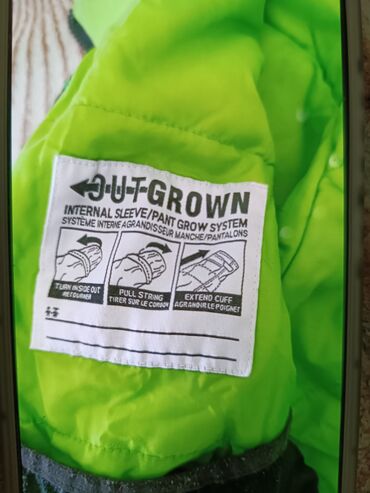 OUTGROWN
INTERNAL SLEEVE/PANT GROW SYSTEM
SYSTÈME INTERNE AGRANDISSEUR MANCHE/PANTALONS
TURN INSIDE OUT
RETOURNER
PULL STRING
TIRER SUR LE CORDON
EXTEND CUFF
AGRANDIR LE POIGNET